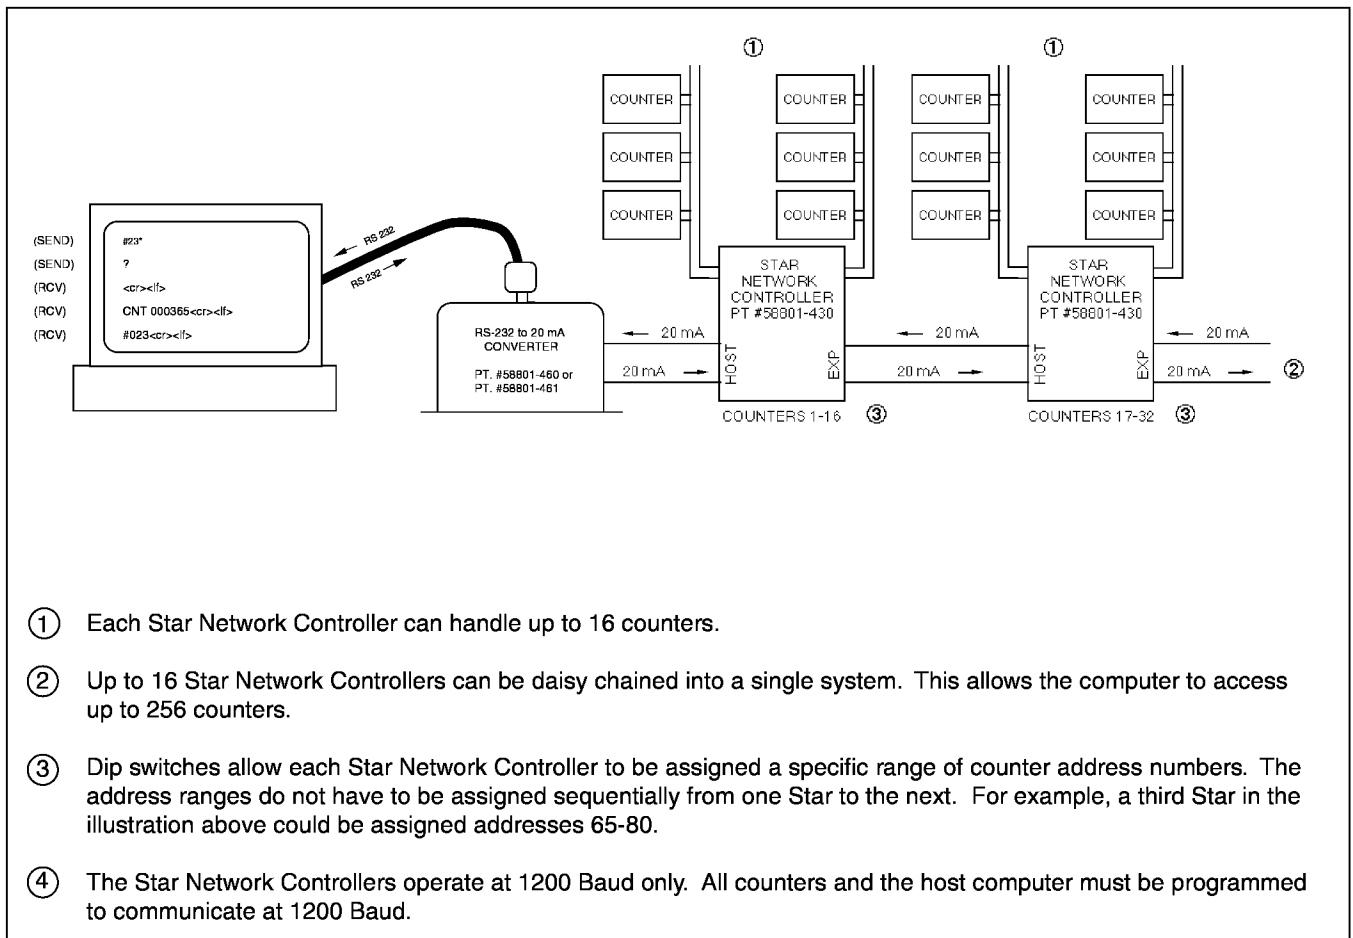 ① ①
COUNTER COUNTER COUNTER COUNTER
COUNTER COUNTER COUNTER COUNTER
COUNTER COUNTER COUNTER COUNTER
(SEND) #23*
(SEND) ?
(RCV) <cr><lf>
(RCV) CNT 000365<cr><lf>
(RCV) #023<cr><lf>
RS 232
RS 232
RS-232 to 20 mA
CONVERTER
PT. #58801-460 or
PT. #58801-461
20 mA
20 mA
STAR
NETWORK
CONTROLLER
PT #58801-430
HOST
EXP
COUNTERS 1-16 ③
20 mA
20 mA
STAR
NETWORK
CONTROLLER
PT #58801-430
HOST
EXP
COUNTERS 17-32 ③
20 mA
20 mA
②
① Each Star Network Controller can handle up to 16 counters.
② Up to 16 Star Network Controllers can be daisy chained into a single system. This allows the computer to access
up to 256 counters.
③ Dip switches allow each Star Network Controller to be assigned a specific range of counter address numbers. The
address ranges do not have to be assigned sequentially from one Star to the next. For example, a third Star in the
illustration above could be assigned addresses 65-80.
④ The Star Network Controllers operate at 1200 Baud only. All counters and the host computer must be programmed
to communicate at 1200 Baud.